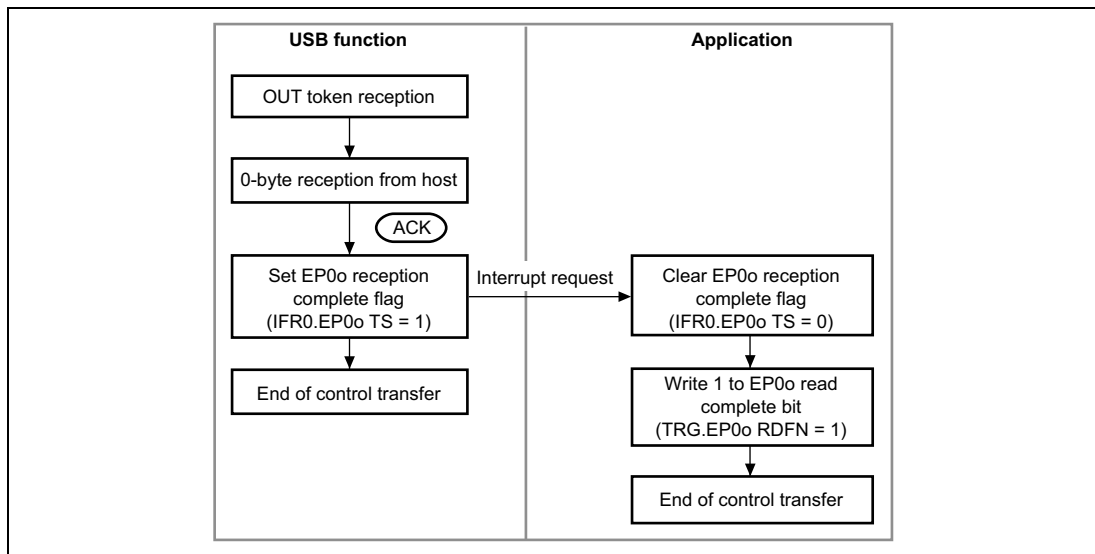 USB function
Application
OUT token reception
0-byte reception from host
ACK
Set EP0o reception
complete flag
(IFR0.EP0o TS = 1)
Interrupt request
Clear EP0o reception
complete flag
(IFR0.EP0o TS = 0)
End of control transfer
Write 1 to EP0o read
complete bit
(TRG.EP0o RDFN = 1)
End of control transfer